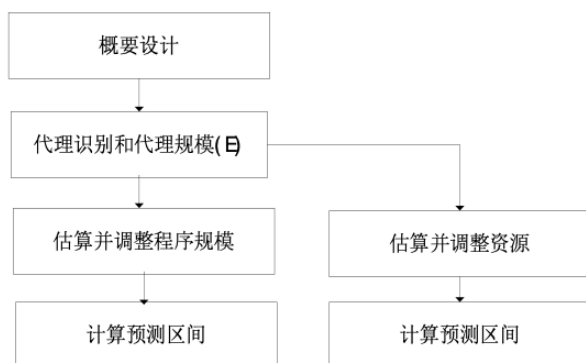 概要设计
代理识别和代理规模(E)
估算并调整程序规模
估算并调整资源
计算预测区间
计算预测区间